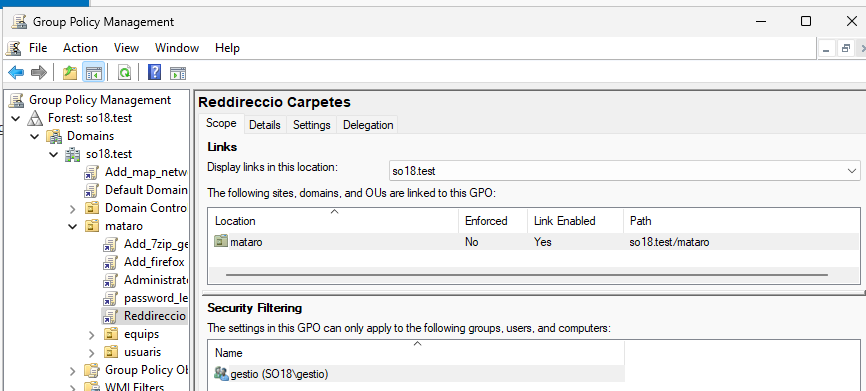 Group Policy Management
File Action View Window Help
Group Policy Management
Forest: so18.test
Domains
so18.test
Add_map_netw
Default Domain
Domain Contro
mataro
Add_7zip_ge
Add_firefox
Administrat
password_le
Reddireccio
equips
usuaris
Group Policy Ob
WMI Filters
Reddireccio Carpetes
Scope Details Settings Delegation
Links
Display links in this location: so18.test
The following sites, domains, and OUs are linked to this GPO:
Location Enforced Link Enabled Path
mataro No Yes so18.test/mataro
Security Filtering
The settings in this GPO can only apply to the following groups, users, and computers:
Name
gestio (SO18\gestio)